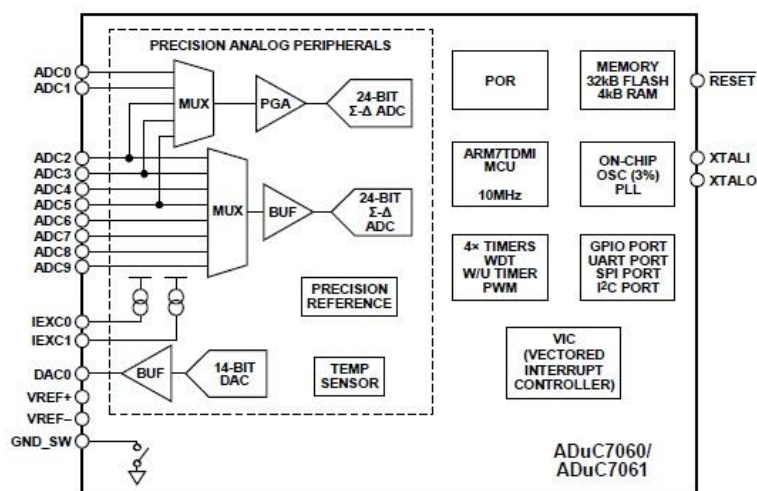 PRECISION ANALOG PERIPHERALS
ADC0
ADC1
MUX
PGA
24-BIT
Σ-Δ ADC
ADC2
ADC3
ADC4
ADC5
ADC6
ADC7
ADC8
ADC9
MUX
BUF
24-BIT
Σ-Δ
ADC
PRECISION
REFERENCE
IEXC0
IEXC1
DAC0
BUF
14-BIT
DAC
TEMP
SENSOR
VREF+
VREF–
GND_SW
POR
MEMORY
32kB FLASH
4kB RAM
RESET
ARM7TDMI
MCU
10MHz
ON-CHIP
OSC (3%)
PLL
XTALI
XTALO
4× TIMERS
WDT
W/U TIMER
PWM
GPIO PORT
UART PORT
SPI PORT
I²C PORT
VIC
(VECTORED
INTERRUPT
CONTROLLER)
ADuC7060/
ADuC7061